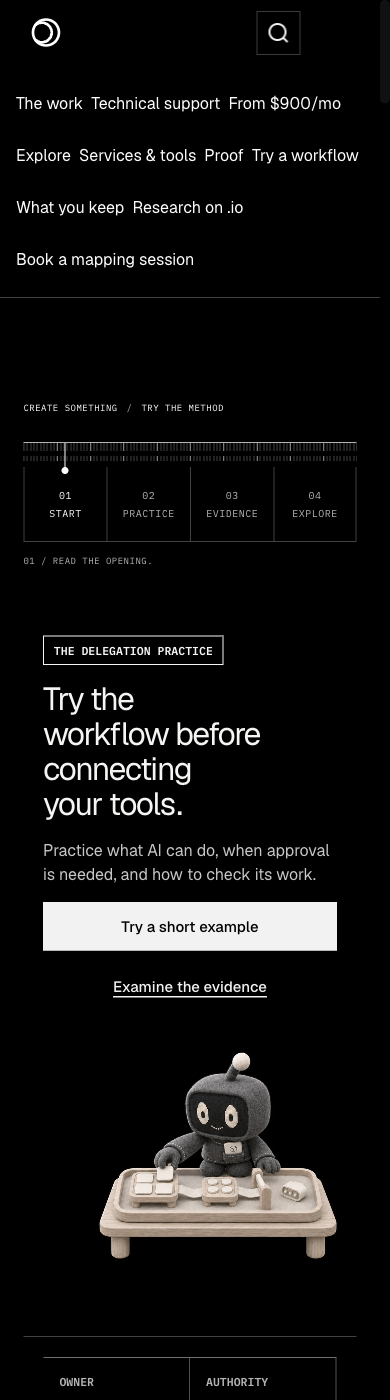 The work Technical support From $900/mo
Explore Services & tools Proof Try a workflow
What you keep Research on .io
Book a mapping session
CREATE SOMETHING / TRY THE METHOD
01 02 03 04
START PRACTICE EVIDENCE EXPLORE
01 / READ THE OPENING.
THE DELEGATION PRACTICE
Try the
workflow before
connecting
your tools.
Practice what AI can do, when approval
is needed, and how to check its work.
Try a short example
Examine the evidence
OWNER AUTHORITY